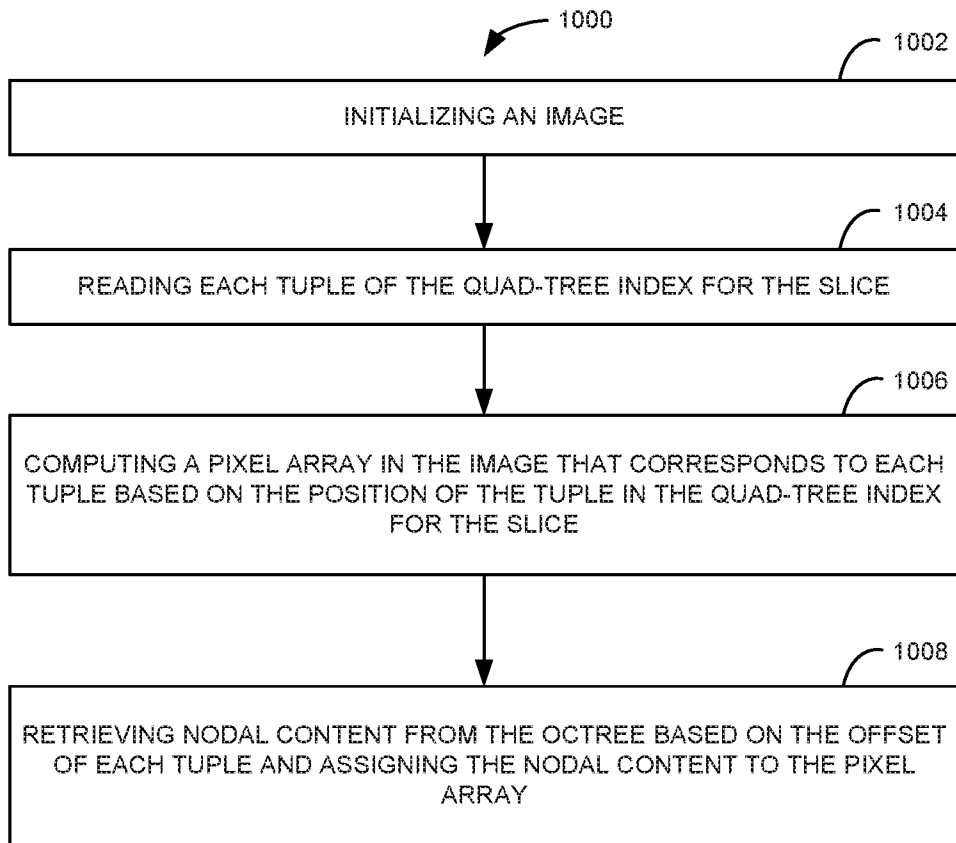 1000
1002
INITIALIZING AN IMAGE
1004
READING EACH TUPLE OF THE QUAD-TREE INDEX FOR THE SLICE
1006
COMPUTING A PIXEL ARRAY IN THE IMAGE THAT CORRESPONDS TO EACH
TUPLE BASED ON THE POSITION OF THE TUPLE IN THE QUAD-TREE INDEX
FOR THE SLICE
1008
RETRIEVING NODAL CONTENT FROM THE OCTREE BASED ON THE OFFSET
OF EACH TUPLE AND ASSIGNING THE NODAL CONTENT TO THE PIXEL
ARRAY